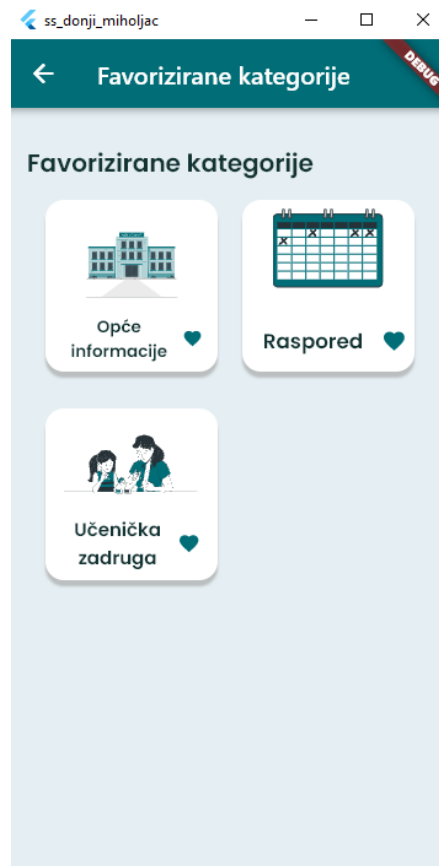 ss_donji_miholjac
Favorizirane kategorije
DEBUG
Favorizirane kategorije
Opće
informacije
Raspored
Učenička
zadruga